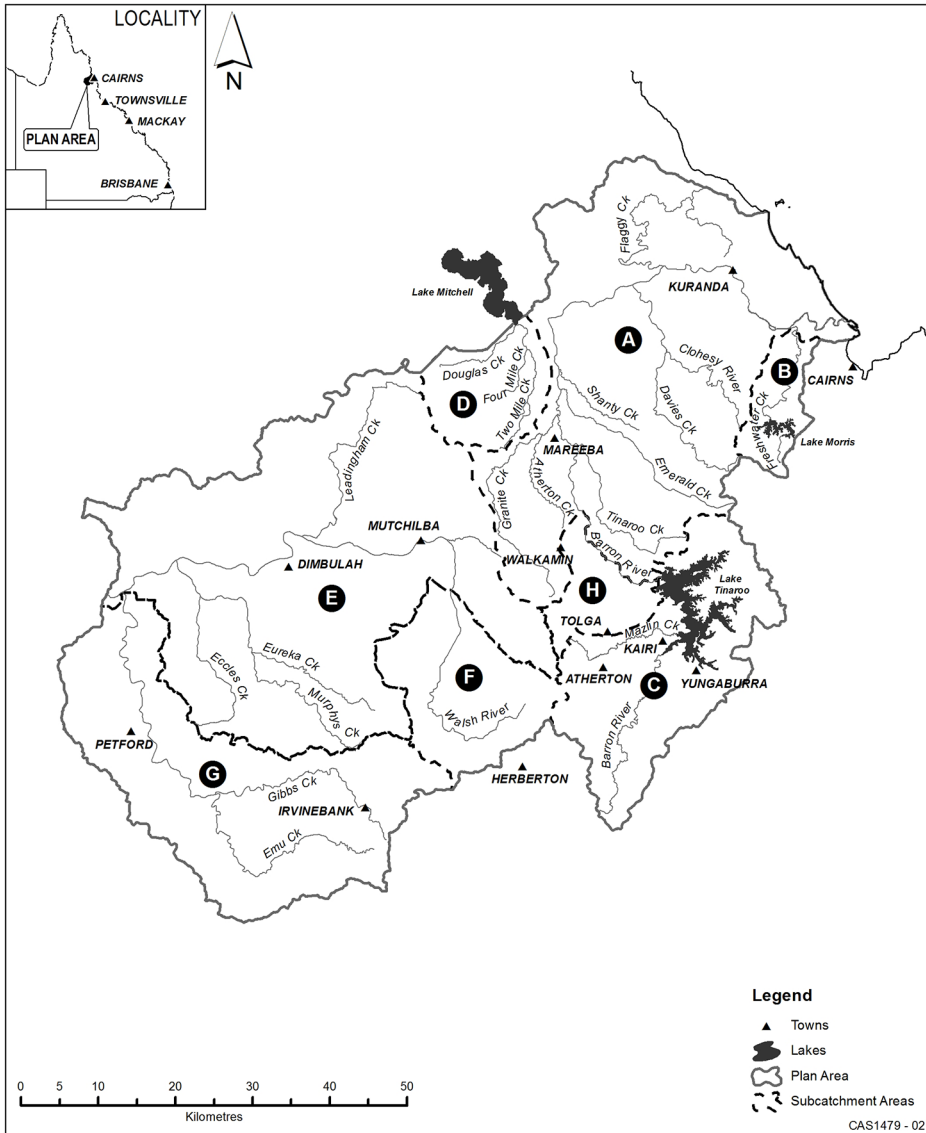 LOCALITY
CAIRNS
TOWNSVILLE
MACKAY
PLAN AREA
BRISBANE
N
Flaggy Ck
KURANDA
Lake Mitchell
A
Clohesy River
B
CAIRNS
Douglas Ck
Four Mile Ck
D
Two Mile Ck
Shanty Ck
Davies Ck
Freshwater Ck
Lake Morris
MAREEBA
Leadingham Ck
Granite Ck
Atherton Ck
Emerald Ck
MUTCHILBA
Tinaroo Ck
WALKAMIN
Barron River
DIMBULAH
Lake
Tinaroo
E
H
TOLGA
Mazlin Ck
KAIRI
Eureka Ck
Eccles Ck
F
ATHERTON
C
YUNGABURRA
Murphys Ck
Walsh River
PETFORD
Barron River
G
HERBERTON
Gibbs Ck
IRVINEBANK
Emu Ck
Legend
Towns
Lakes
Plan Area
Subcatchment Areas
0 5 10 20 30 40 50
Kilometres
CAS1479 - 02